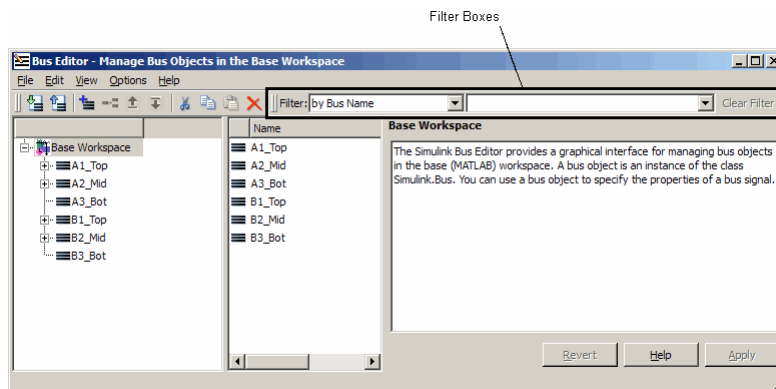 Filter Boxes
Bus Editor - Manage Bus Objects in the Base Workspace
File Edit View Options Help
Filter: by Bus Name Clear Filter
Name
Base Workspace
Base Workspace
A1_Top
A2_Mid
A3_Bot
B1_Top
B2_Mid
B3_Bot
A1_Top
A2_Mid
A3_Bot
B1_Top
B2_Mid
B3_Bot
The Simulink Bus Editor provides a graphical interface for managing bus objects
in the base (MATLAB) workspace. A bus object is an instance of the class
Simulink.Bus. You can use a bus object to specify the properties of a bus signal.
Revert Help Apply